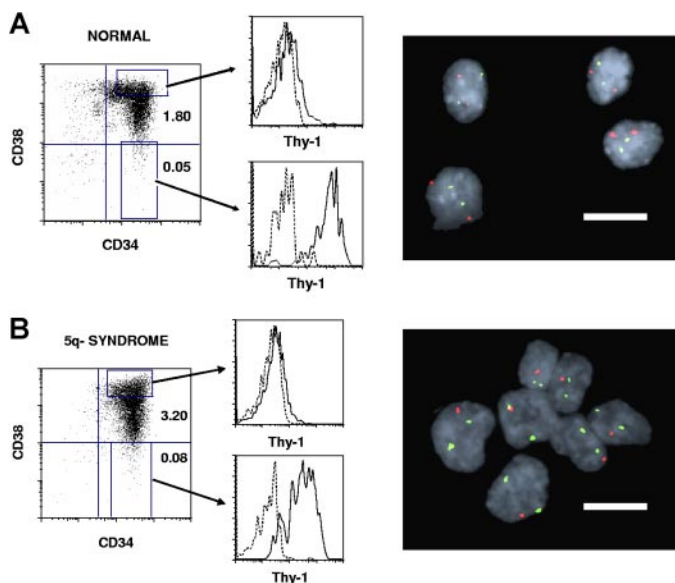 A
NORMAL
CD38
1.80
0.05
CD34
Thy-1
Thy-1
B
5q- SYNDROME
CD38
3.20
0.08
CD34
Thy-1
Thy-1